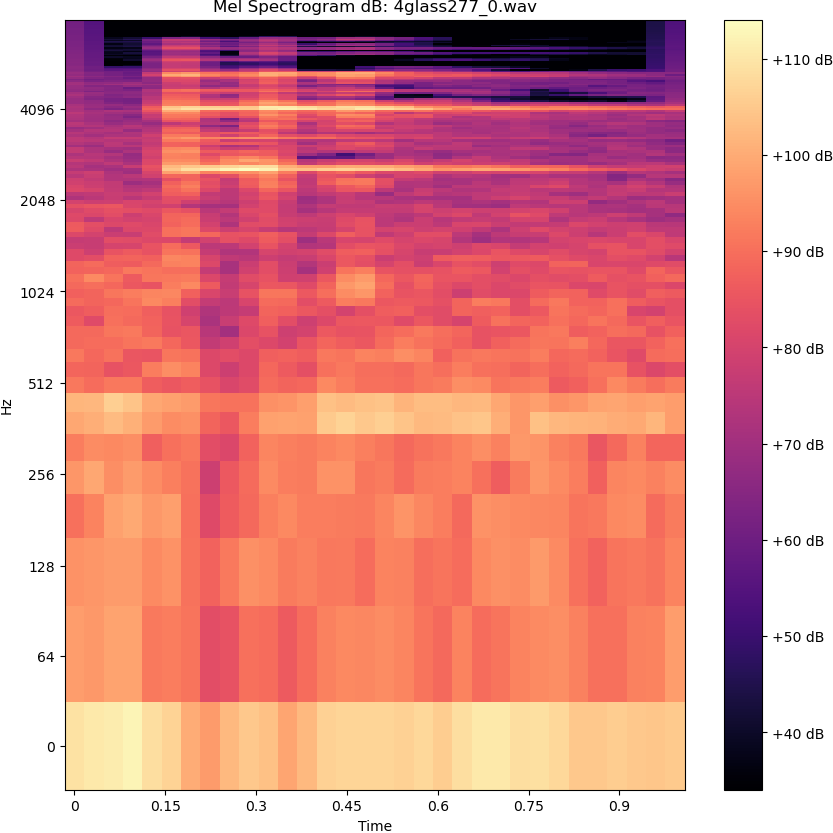 Mel Spectrogram dB: 4glass277_0.wav
4096
2048
1024
512
256
128
64
0
Hz
0 0.15 0.3 0.45 0.6 0.75 0.9
Time
+110 dB
+100 dB
+90 dB
+80 dB
+70 dB
+60 dB
+50 dB
+40 dB